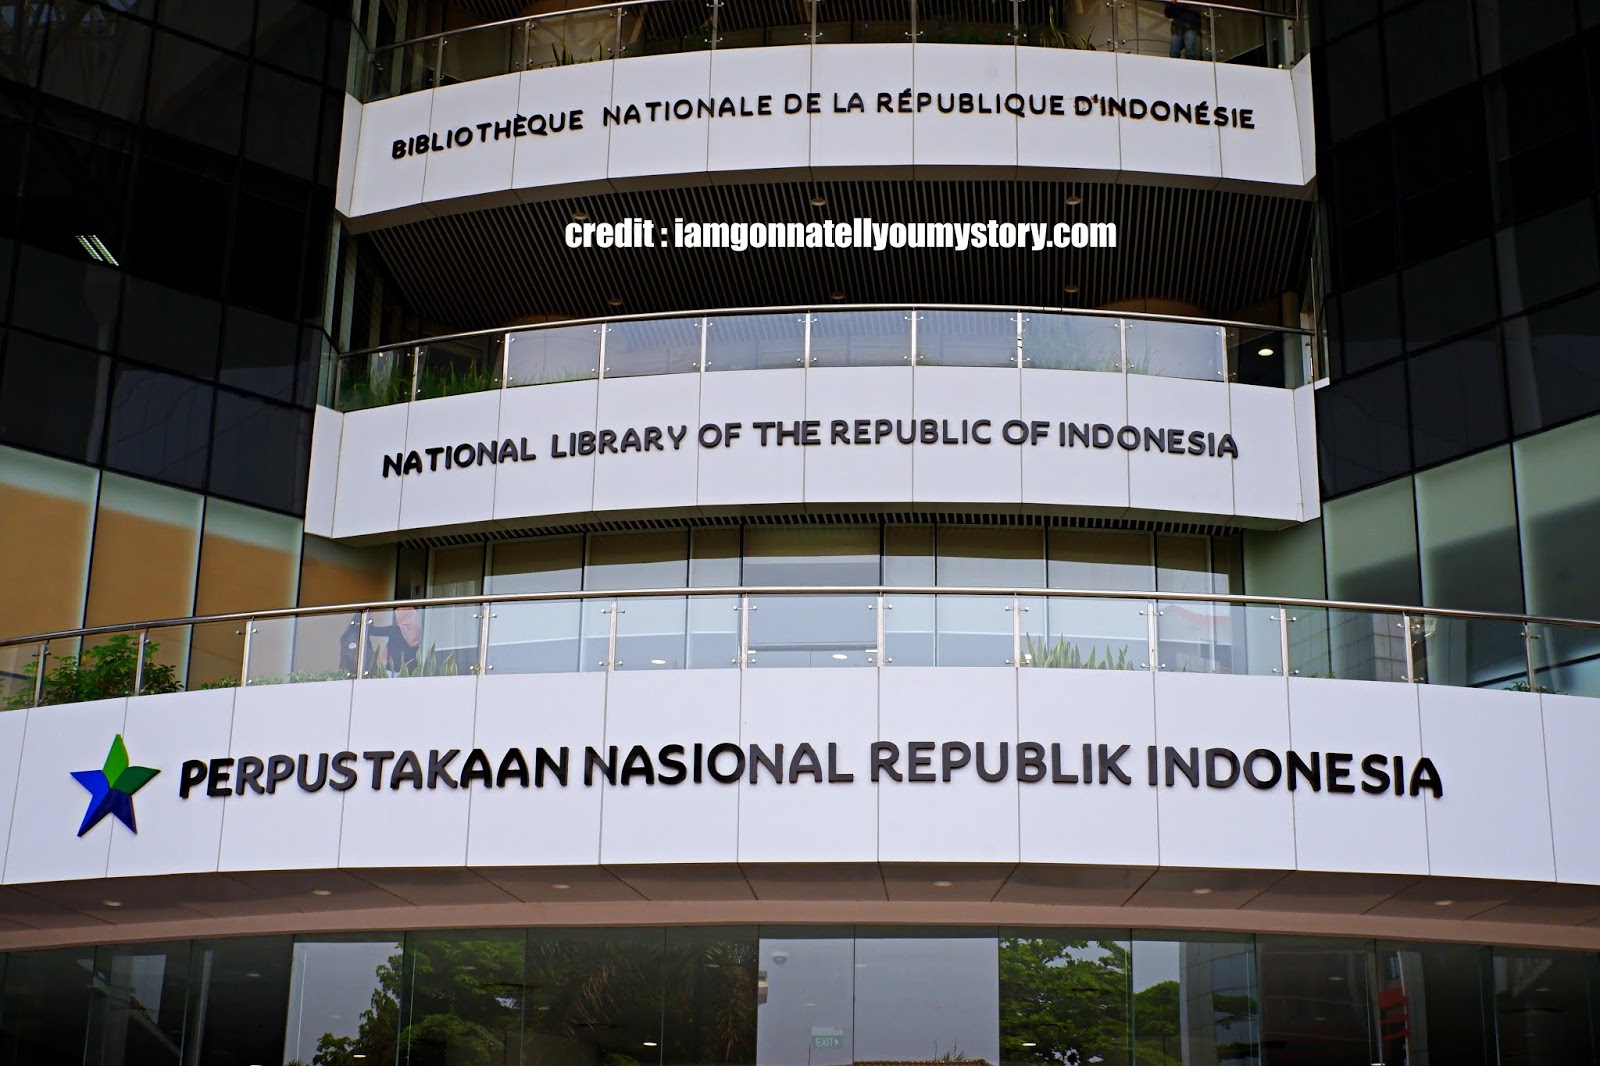 BIBLIOTHÈQUE NATIONALE DE LA RÉPUBLIQUE D'INDONÉSIE
credit : iamgonnatellyoumystory.com
NATIONAL LIBRARY OF THE REPUBLIC OF INDONESIA
PERPUSTAKAAN NASIONAL REPUBLIK INDONESIA
EXIT